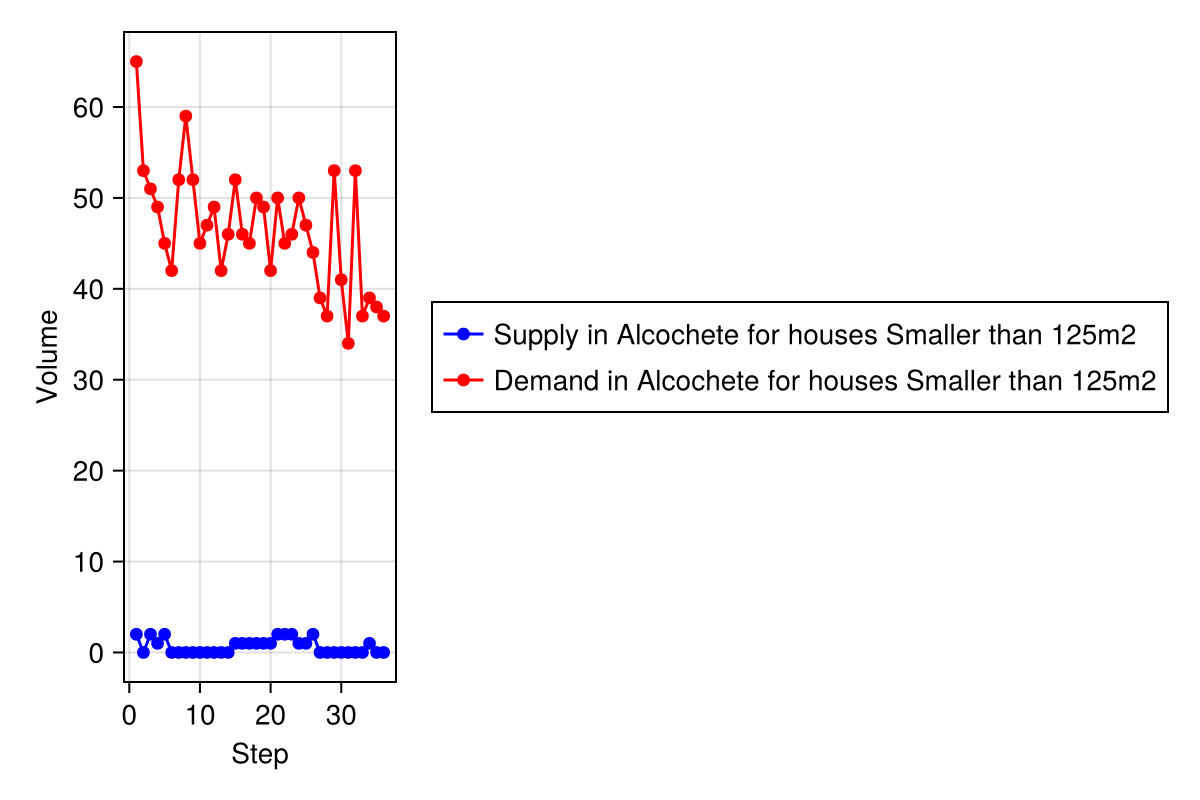 60
50
40
30
20
10
0
Volume
0 10 20 30
Step
Supply in Alcochete for houses Smaller than 125m2
Demand in Alcochete for houses Smaller than 125m2